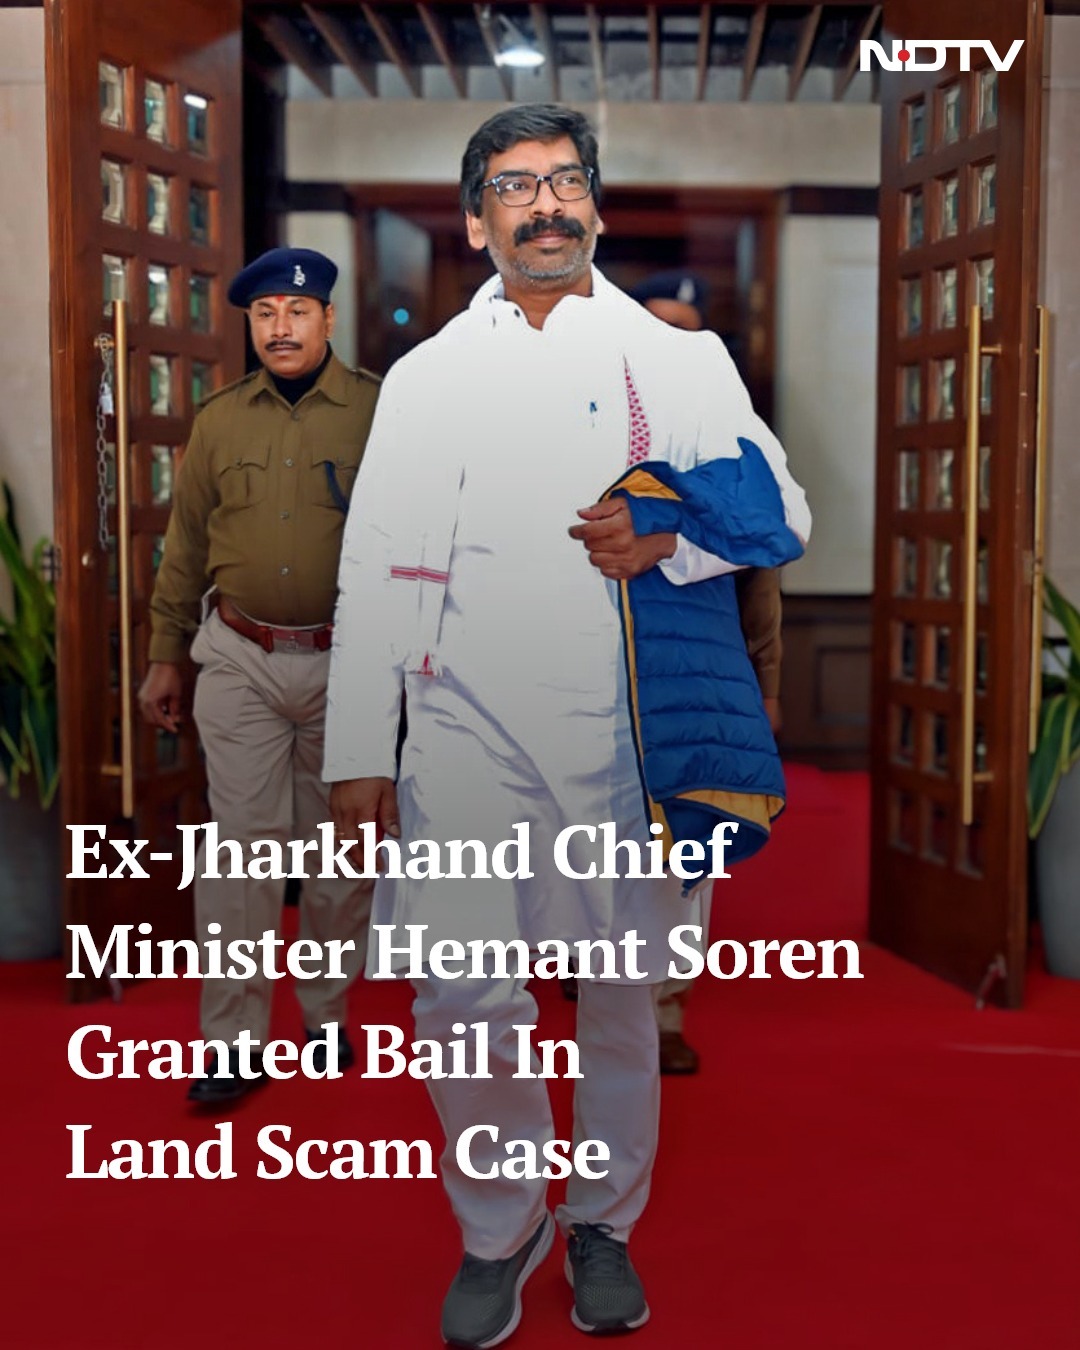 NDTV
Ex-Jharkhand Chief
Minister Hemant Soren
Granted Bail In
Land Scam Case